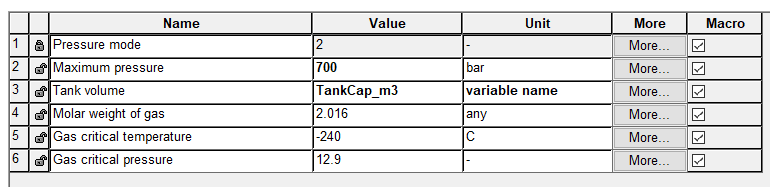 Name Value Unit More Macro
1 Pressure mode 2 - More...
2 Maximum pressure 700 bar More...
3 Tank volume TankCap_m3 variable name More...
4 Molar weight of gas 2.016 any More...
5 Gas critical temperature -240 C More...
6 Gas critical pressure 12.9 - More...